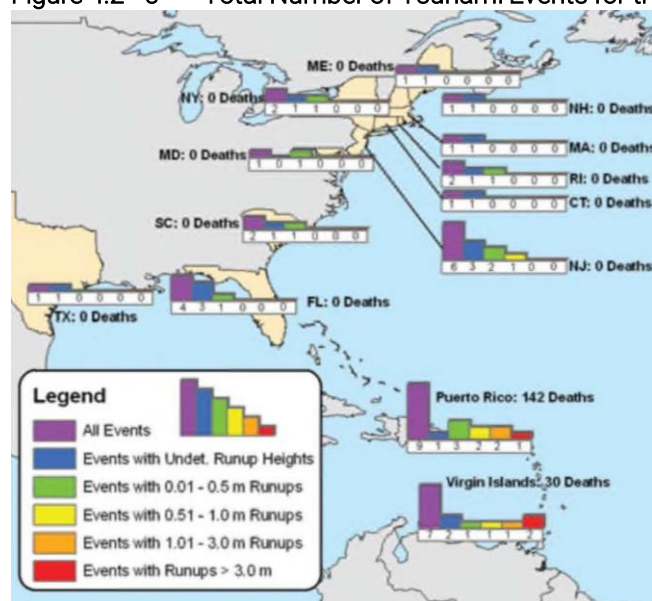 Figure 4.2 - 3 Total Number of Tsunami Events for th
ME: 0 Deaths
1 1 0 0 0 0
NY: 0 Deaths
2 1 1 0 0 0
NH: 0 Deaths
1 1 0 0 0 0
MD: 0 Deaths
1 0 1 0 0 0
MA: 0 Deaths
1 1 0 0 0 0
RI: 0 Deaths
2 1 1 0 0 0
CT: 0 Deaths
1 1 0 0 0 0
SC: 0 Deaths
2 1 1 0 0 0
NJ: 0 Deaths
6 3 2 1 0 0
TX: 0 Deaths
1 1 0 0 0 0
FL: 0 Deaths
4 3 1 0 0 0
Puerto Rico: 142 Deaths
9 1 3 2 2 1
Virgin Islands: 30 Deaths
7 2 1 1 1 2
Legend
All Events
Events with Undet. Runup Heights
Events with 0.01 - 0.5 m Runups
Events with 0.51 - 1.0 m Runups
Events with 1.01 - 3.0 m Runups
Events with Runups > 3.0 m